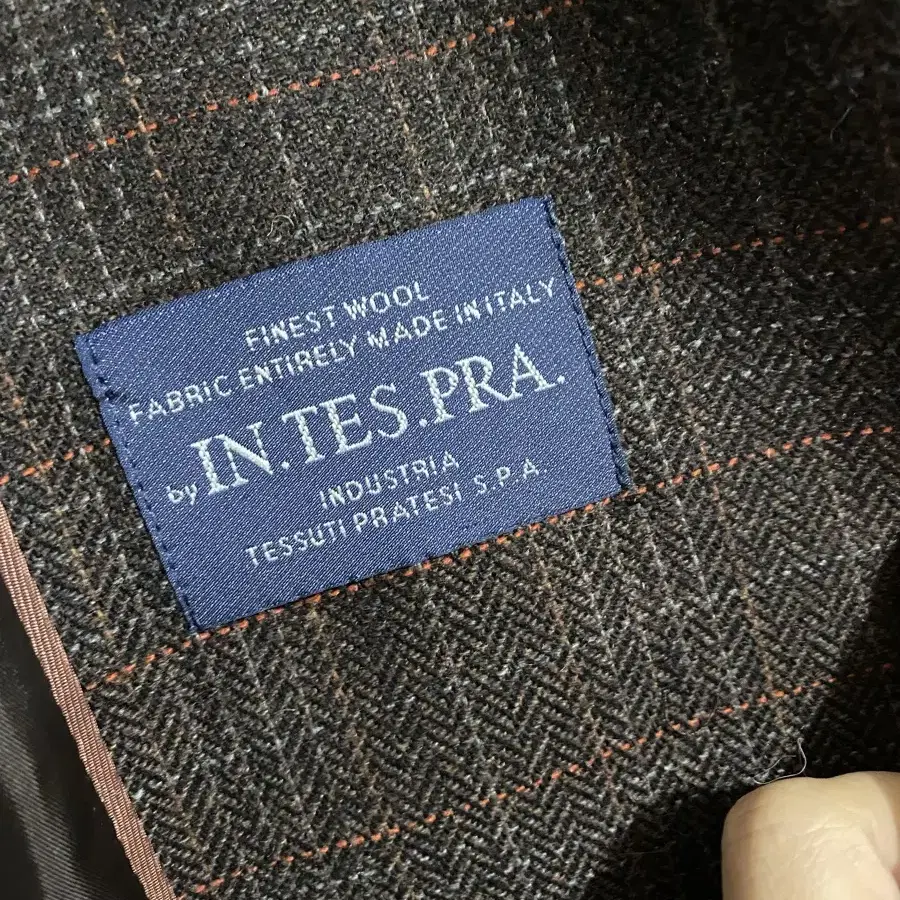 FINEST WOOL
FABRIC ENTIRELY MADE IN ITALY
by IN.TES.PRA.
INDUSTRIA
TESSUTI PRATESI S.P.A.